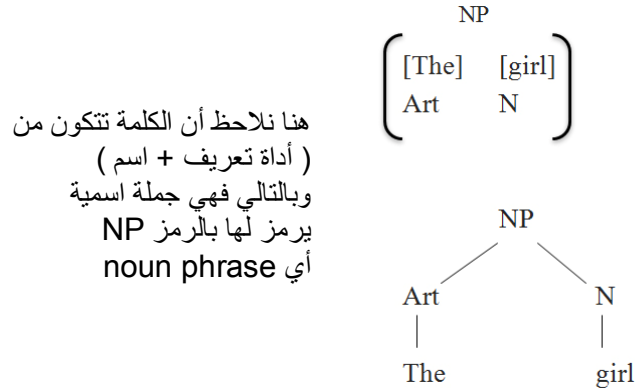 NP
[The] [girl]
Art N
هنا نلاحظ أن الكلمة تتكون من
( أداة تعريف + اسم )
وبالتالي فهي جملة اسمية
يرمز لها بالرمز NP
أي noun phrase
NP
Art N
The girl